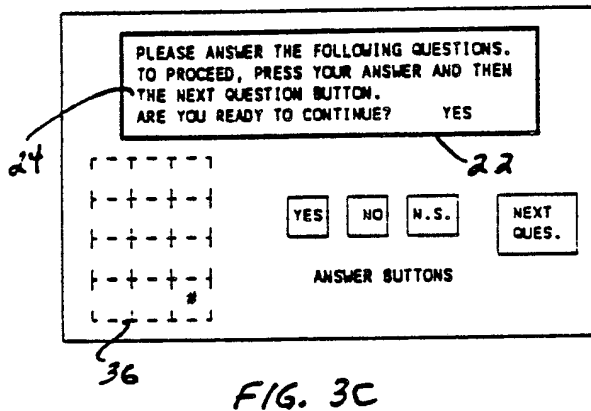 PLEASE ANSWER THE FOLLOWING QUESTIONS.
TO PROCEED, PRESS YOUR ANSWER AND THEN
THE NEXT QUESTION BUTTON.
ARE YOU READY TO CONTINUE? YES
24
22
YES NO N.S. NEXT
QUES.
ANSWER BUTTONS
#
36
FIG. 3C